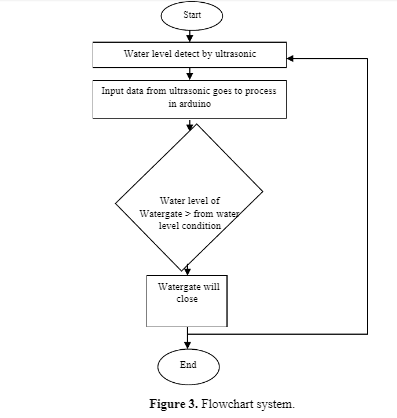 Start
Water level detect by ultrasonic
Input data from ultrasonic goes to process
in arduino
Water level of
Watergate > from water
level condition
Watergate will
close
End
Figure 3. Flowchart system.